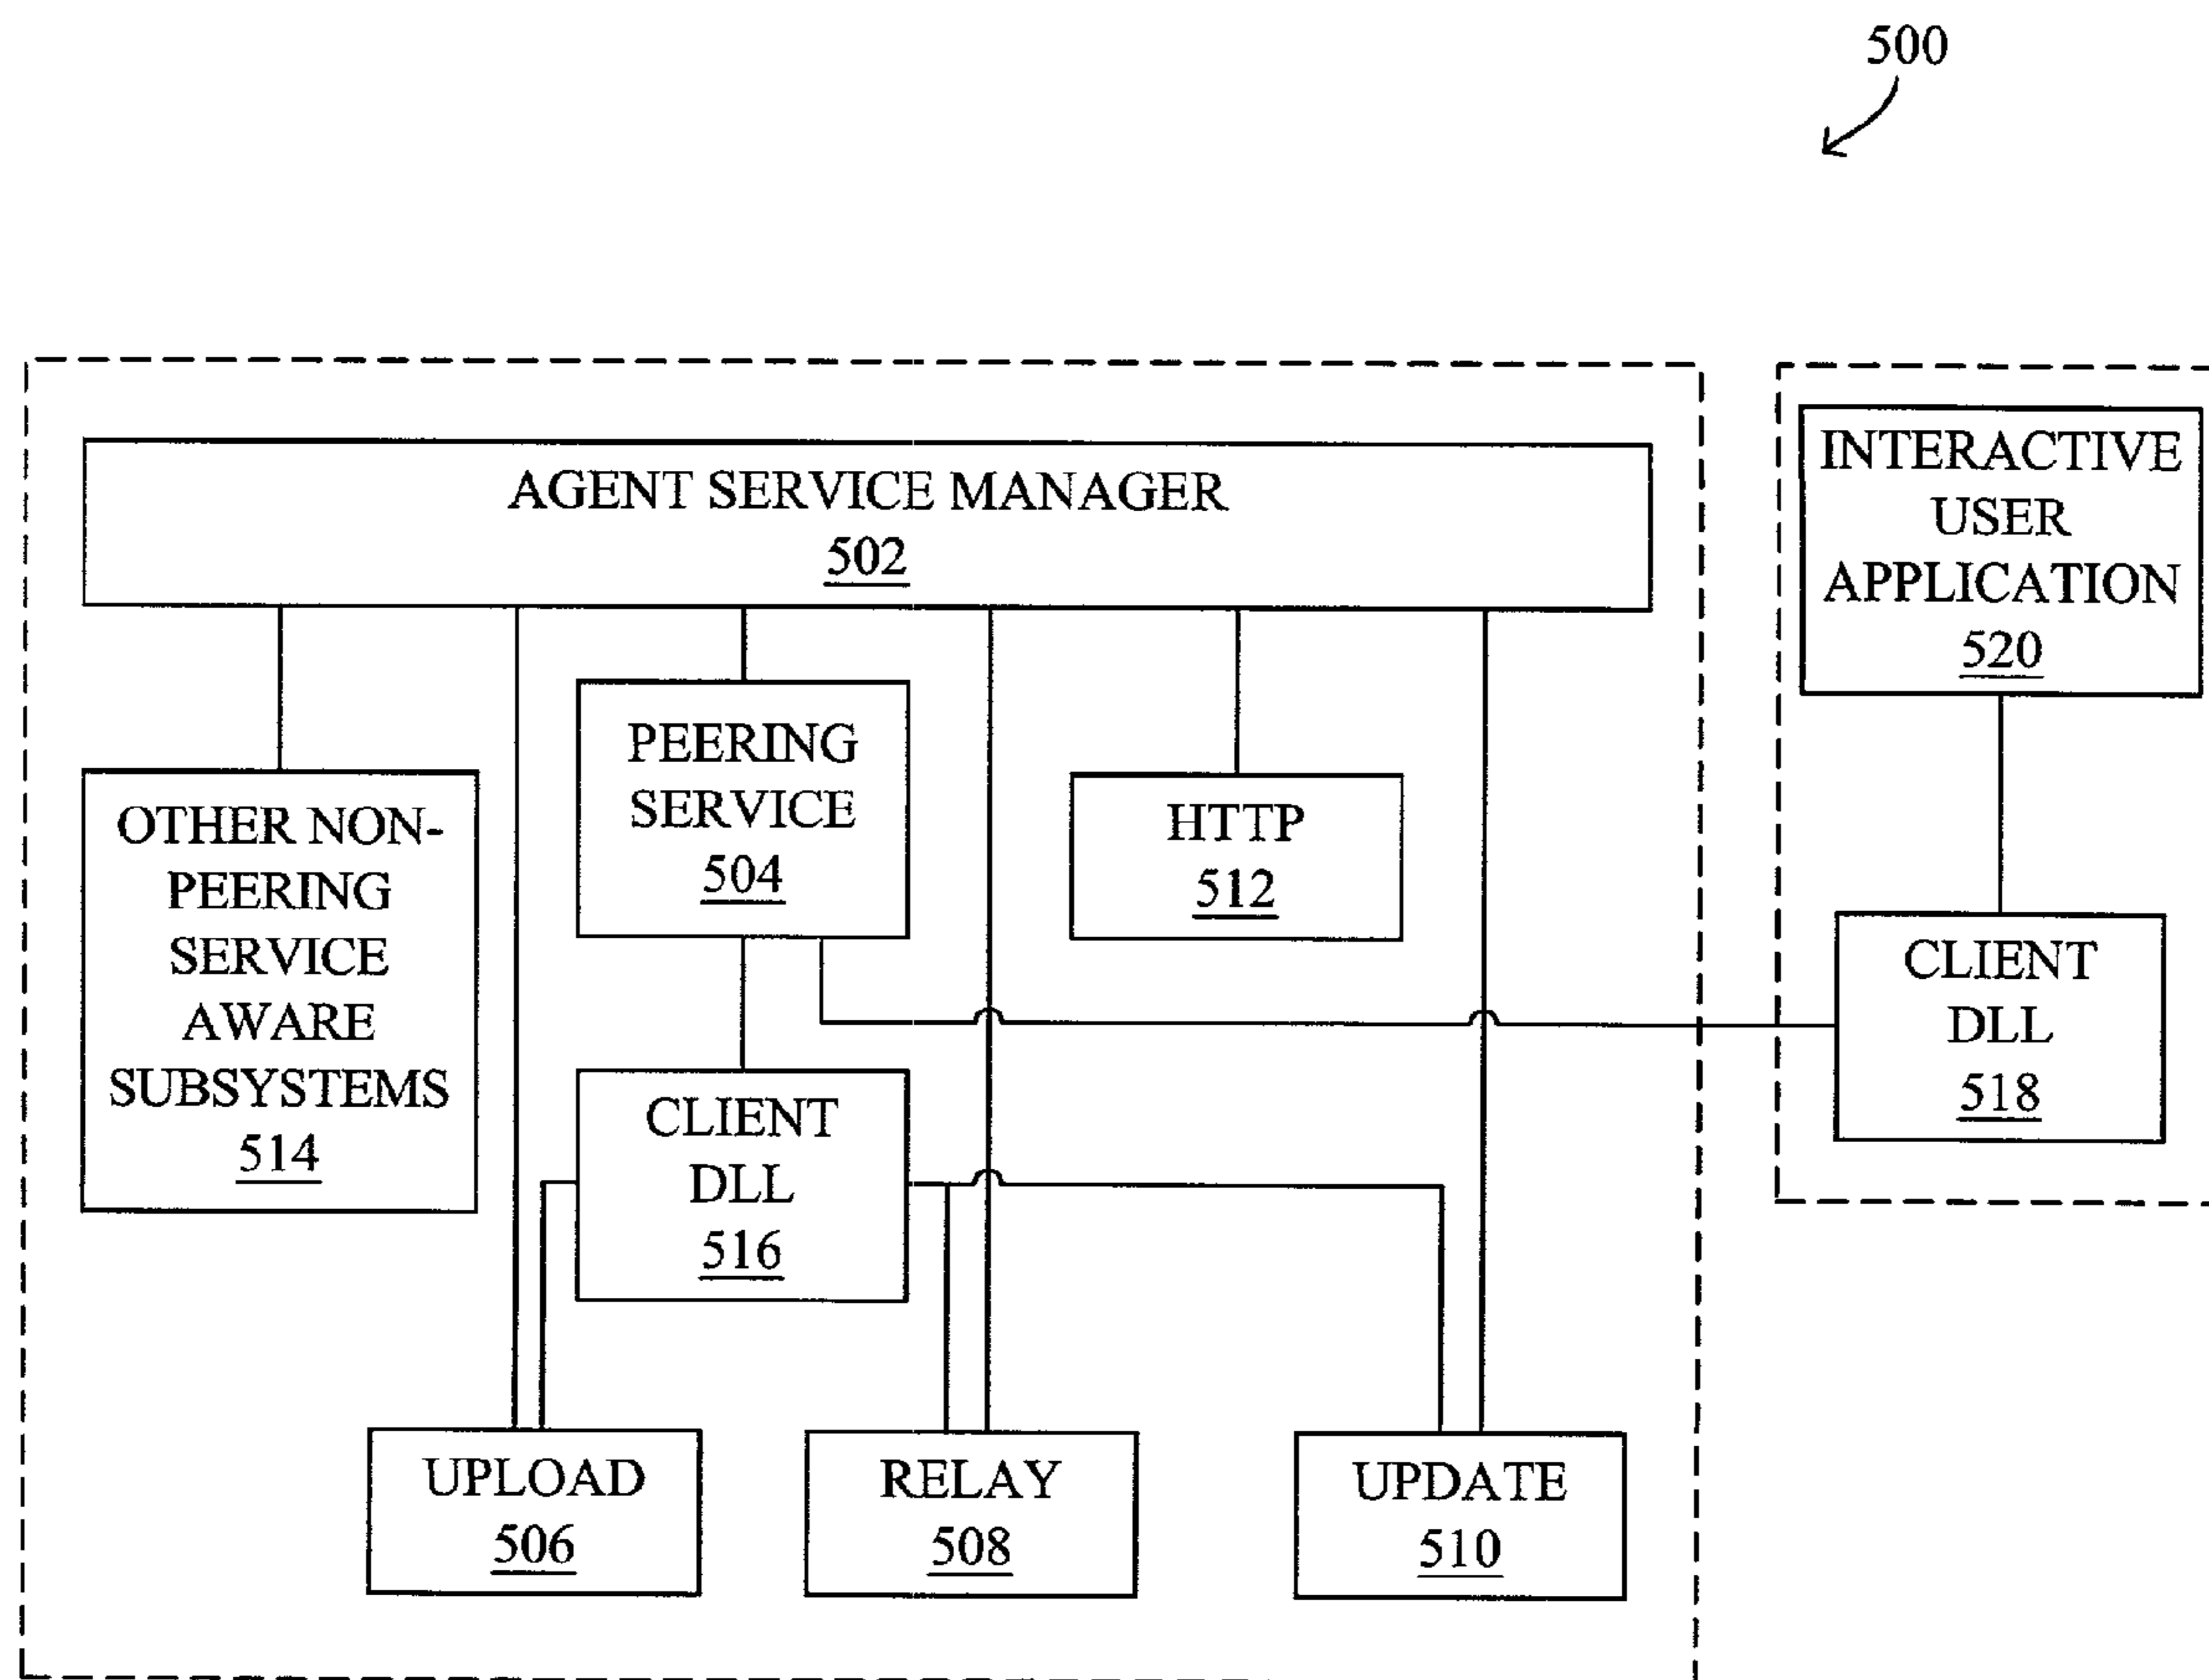 500
AGENT SERVICE MANAGER
502
INTERACTIVE
USER
APPLICATION
520
PEERING
SERVICE
504
HTTP
512
OTHER NON-
PEERING
SERVICE
AWARE
SUBSYSTEMS
514
CLIENT
DLL
518
CLIENT
DLL
516
UPLOAD
506
RELAY
508
UPDATE
510